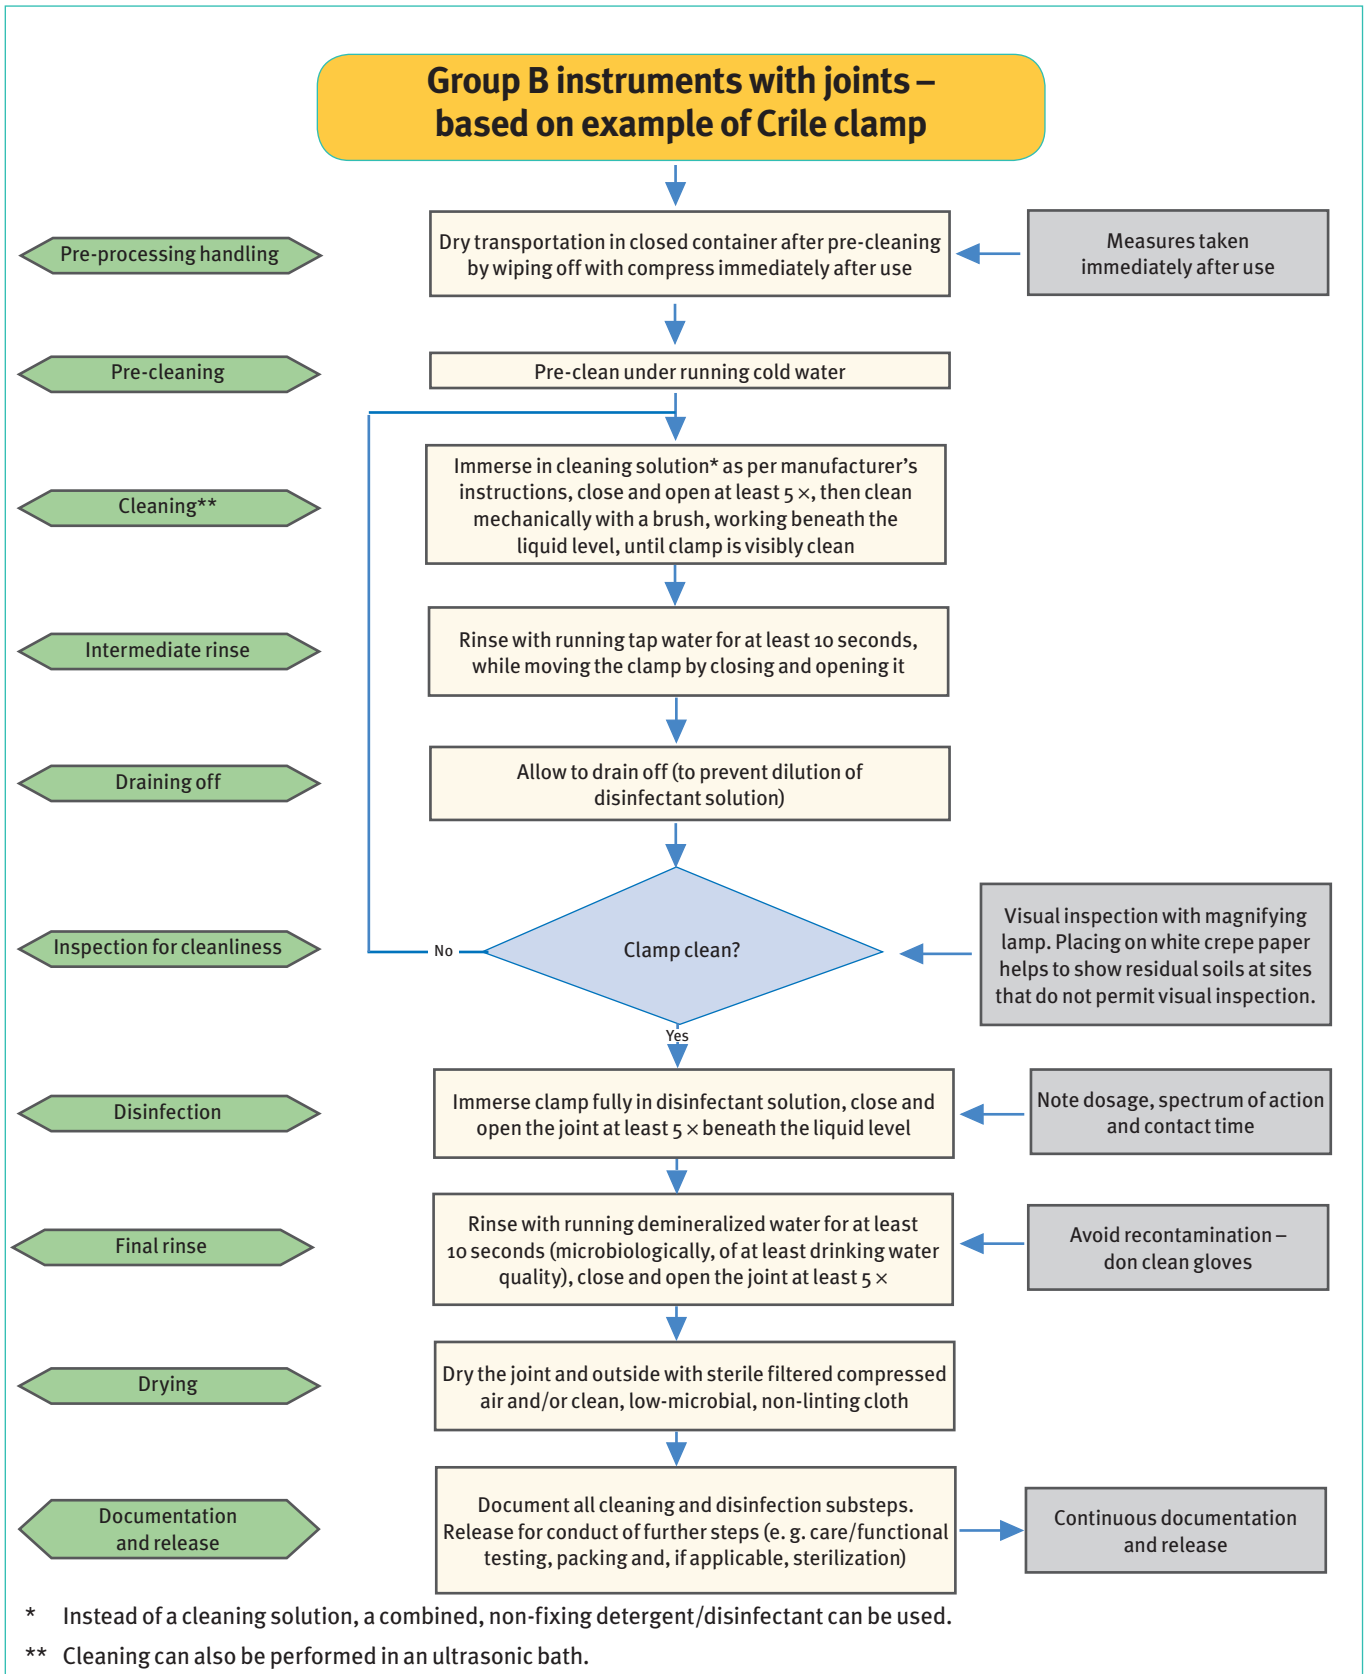 Group B instruments with joints –
based on example of Crile clamp
Pre-processing handling
Dry transportation in closed container after pre-cleaning
by wiping off with compress immediately after use
Measures taken
immediately after use
Pre-cleaning
Pre-clean under running cold water
Cleaning**
Immerse in cleaning solution* as per manufacturer’s
instructions, close and open at least 5 ×, then clean
mechanically with a brush, working beneath the
liquid level, until clamp is visibly clean
Intermediate rinse
Rinse with running tap water for at least 10 seconds,
while moving the clamp by closing and opening it
Draining off
Allow to drain off (to prevent dilution of
disinfectant solution)
Inspection for cleanliness
No
Clamp clean?
Visual inspection with magnifying
lamp. Placing on white crepe paper
helps to show residual soils at sites
that do not permit visual inspection.
Yes
Disinfection
Immerse clamp fully in disinfectant solution, close and
open the joint at least 5 × beneath the liquid level
Note dosage, spectrum of action
and contact time
Final rinse
Rinse with running demineralized water for at least
10 seconds (microbiologically, of at least drinking water
quality), close and open the joint at least 5 ×
Avoid recontamination –
don clean gloves
Drying
Dry the joint and outside with sterile filtered compressed
air and/or clean, low-microbial, non-linting cloth
Documentation
and release
Document all cleaning and disinfection substeps.
Release for conduct of further steps (e. g. care/functional
testing, packing and, if applicable, sterilization)
Continuous documentation
and release
* Instead of a cleaning solution, a combined, non-fixing detergent/disinfectant can be used.
** Cleaning can also be performed in an ultrasonic bath.